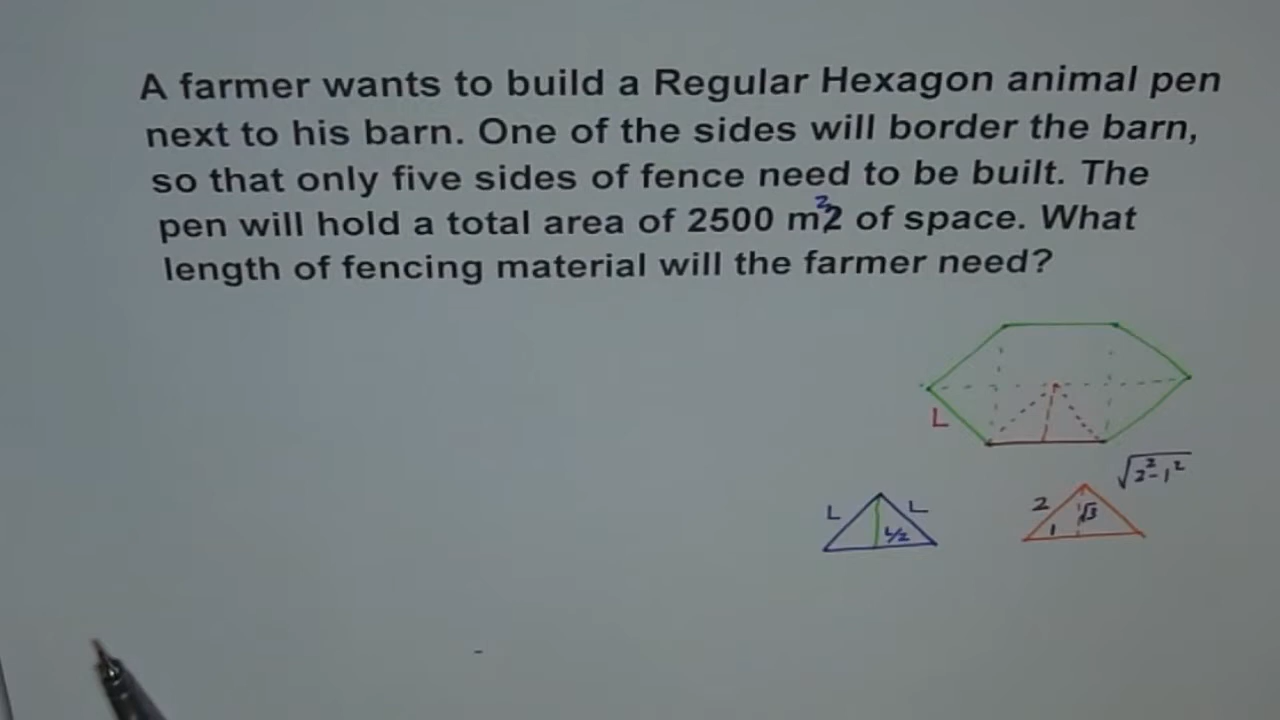 A farmer wants to build a Regular Hexagon animal pen
next to his barn. One of the sides will border the barn,
so that only five sides of fence need to be built. The
pen will hold a total area of 2500 m²2 of space. What
length of fencing material will the farmer need?
L
√2²-1²
L L 2 √3
L/2 1